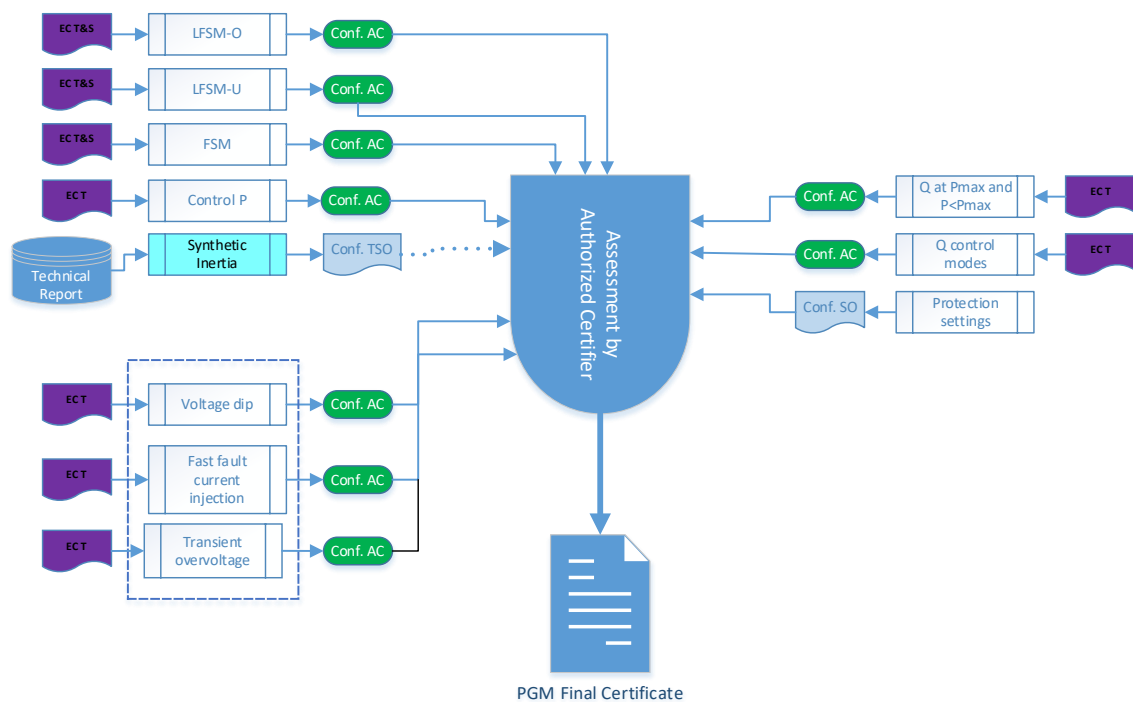 ECT&S
LFSM-O
Conf. AC
ECT&S
LFSM-U
Conf. AC
ECT&S
FSM
Conf. AC
ECT
Control P
Conf. AC
Technical
Report
Synthetic
Inertia
Conf. TSO
Assessment by
Authorized Certifier
Conf. AC
Q at Pmax and
P<Pmax
ECT
Conf. AC
Q control
modes
ECT
Conf. SO
Protection
settings
ECT
Voltage dip
Conf. AC
ECT
Fast fault
current
injection
Conf. AC
ECT
Transient
overvoltage
Conf. AC
PGM Final Certificate